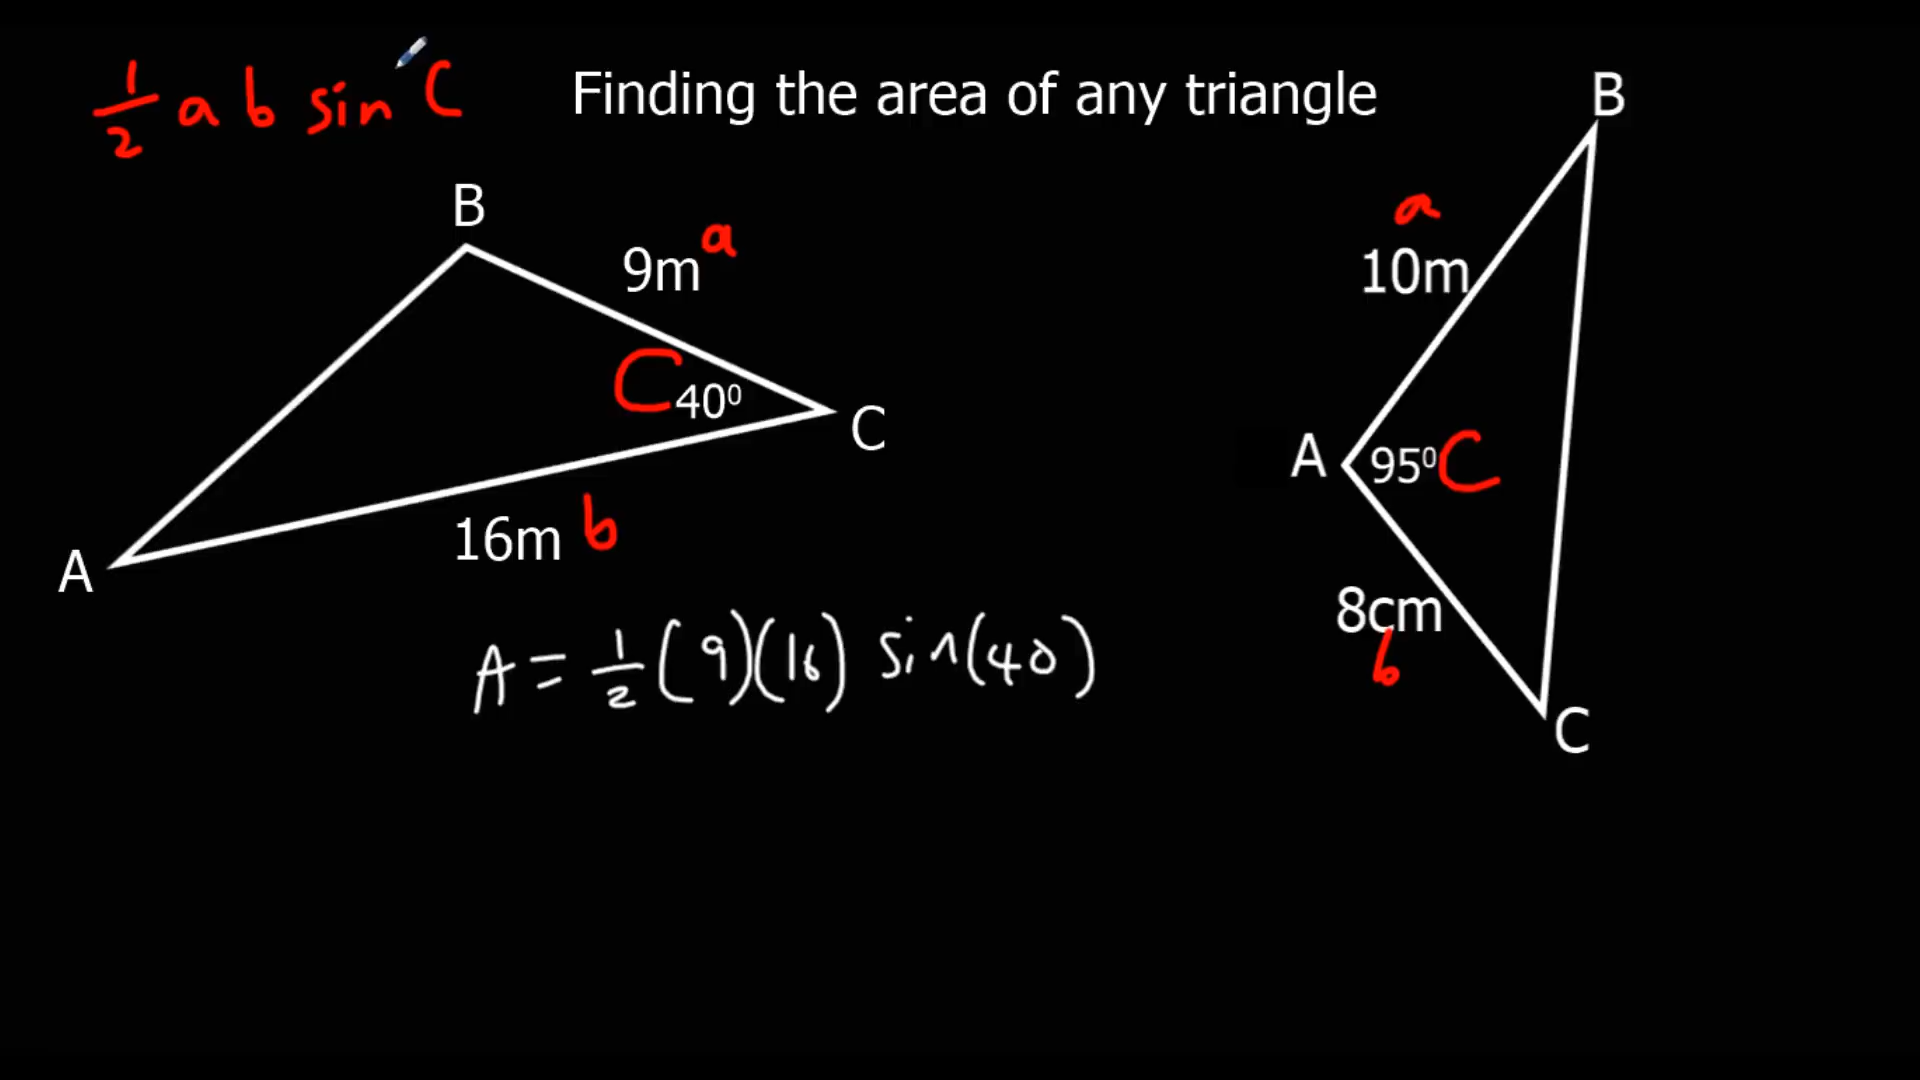 ½ a b sin C
Finding the area of any triangle
B
9m a
C 40⁰
C
16m b
A
A = ½ (9)(16) sin(40)
B
a
10m
A
95⁰ C
8cm
b
C